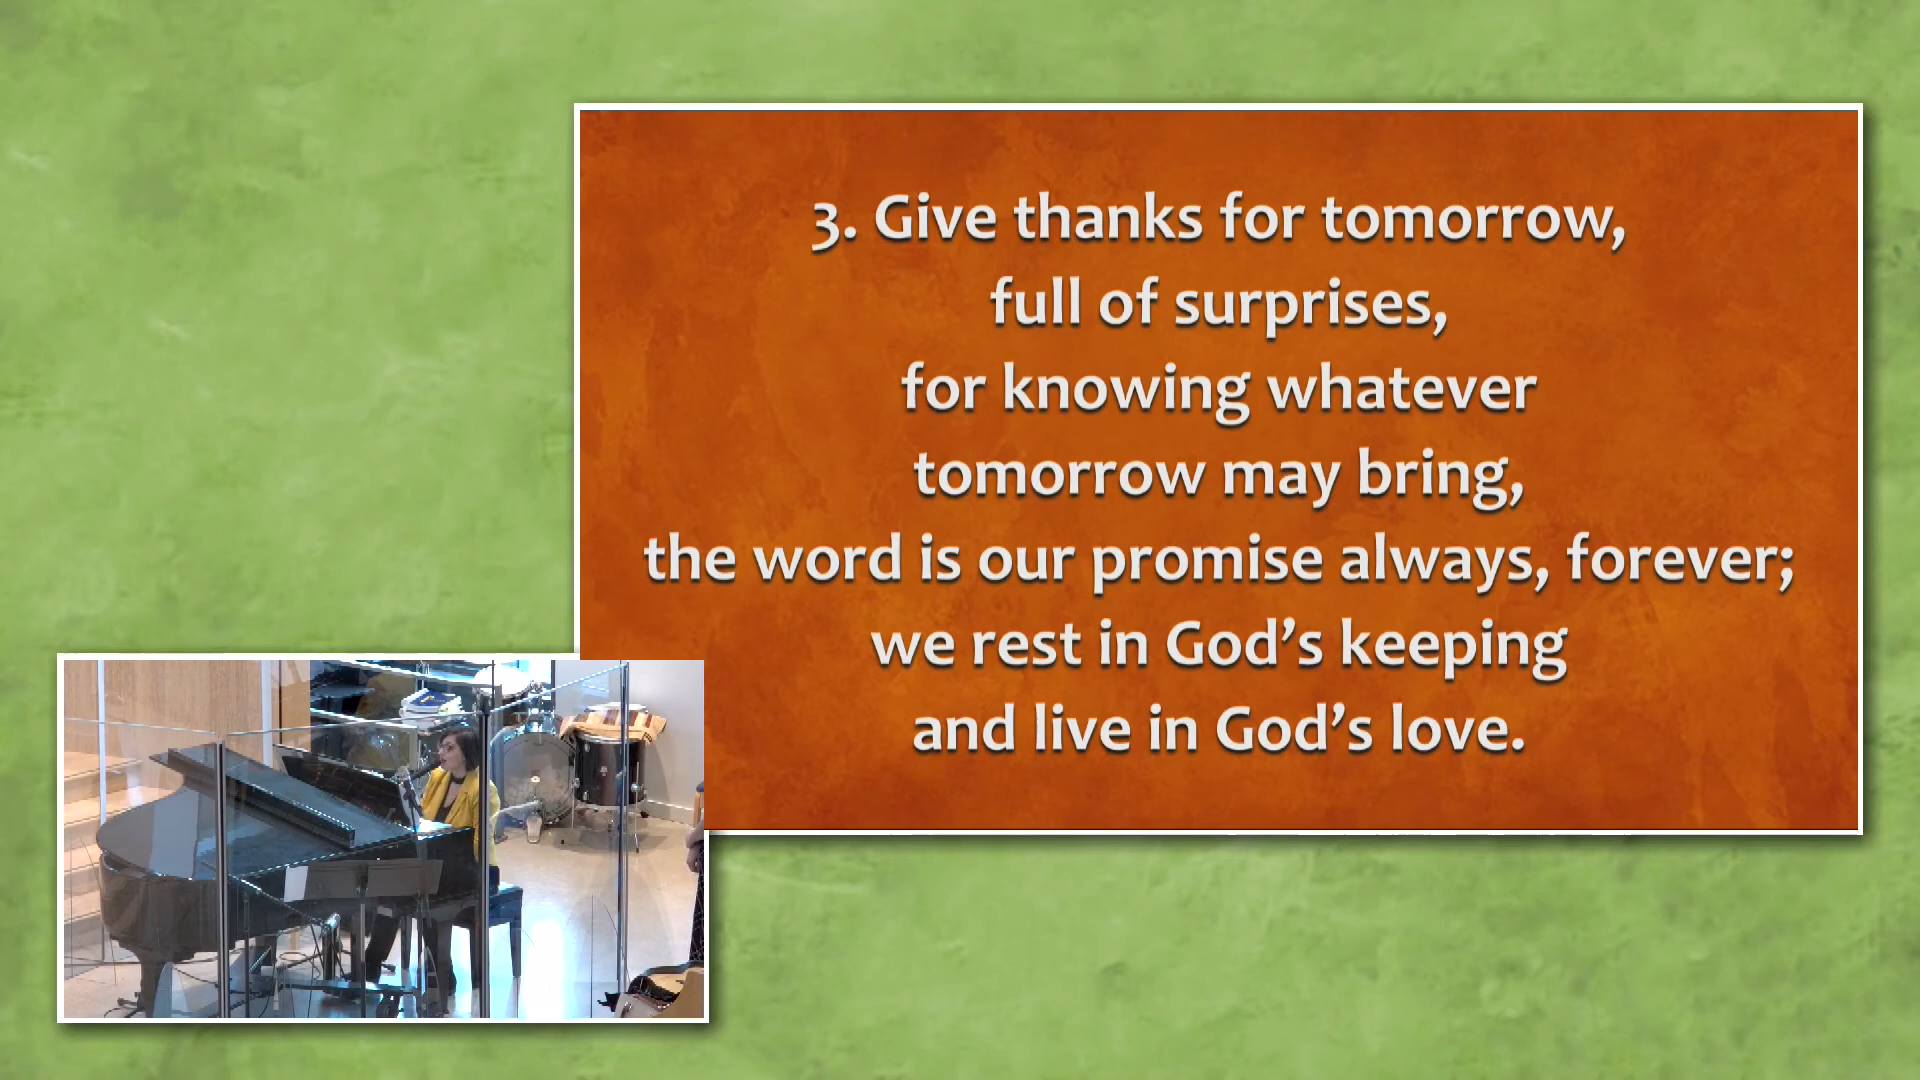 3. Give thanks for tomorrow,
full of surprises,
for knowing whatever
tomorrow may bring,
the word is our promise always, forever;
we rest in God’s keeping
and live in God’s love.